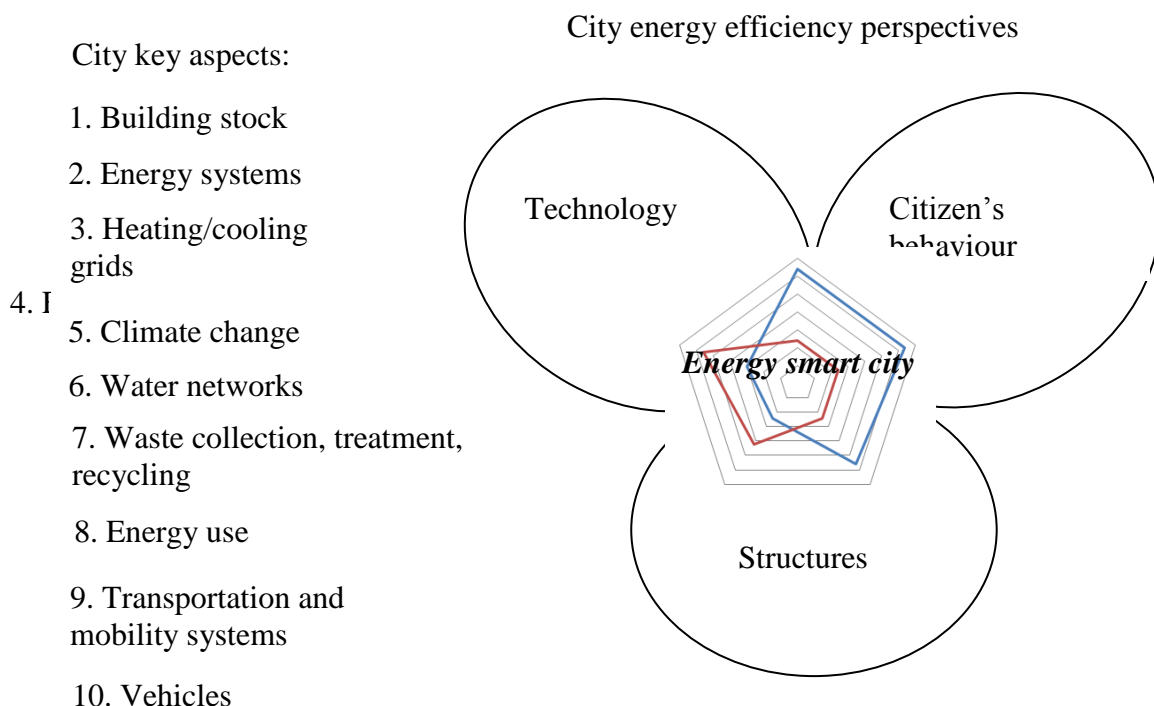 City energy efficiency perspectives
City key aspects:
1. Building stock
2. Energy systems
3. Heating/cooling
grids
4.
5. Climate change
6. Water networks
7. Waste collection, treatment,
recycling
8. Energy use
9. Transportation and
mobility systems
10. Vehicles
Technology
Citizen’s
behaviour
Energy smart city
Structures